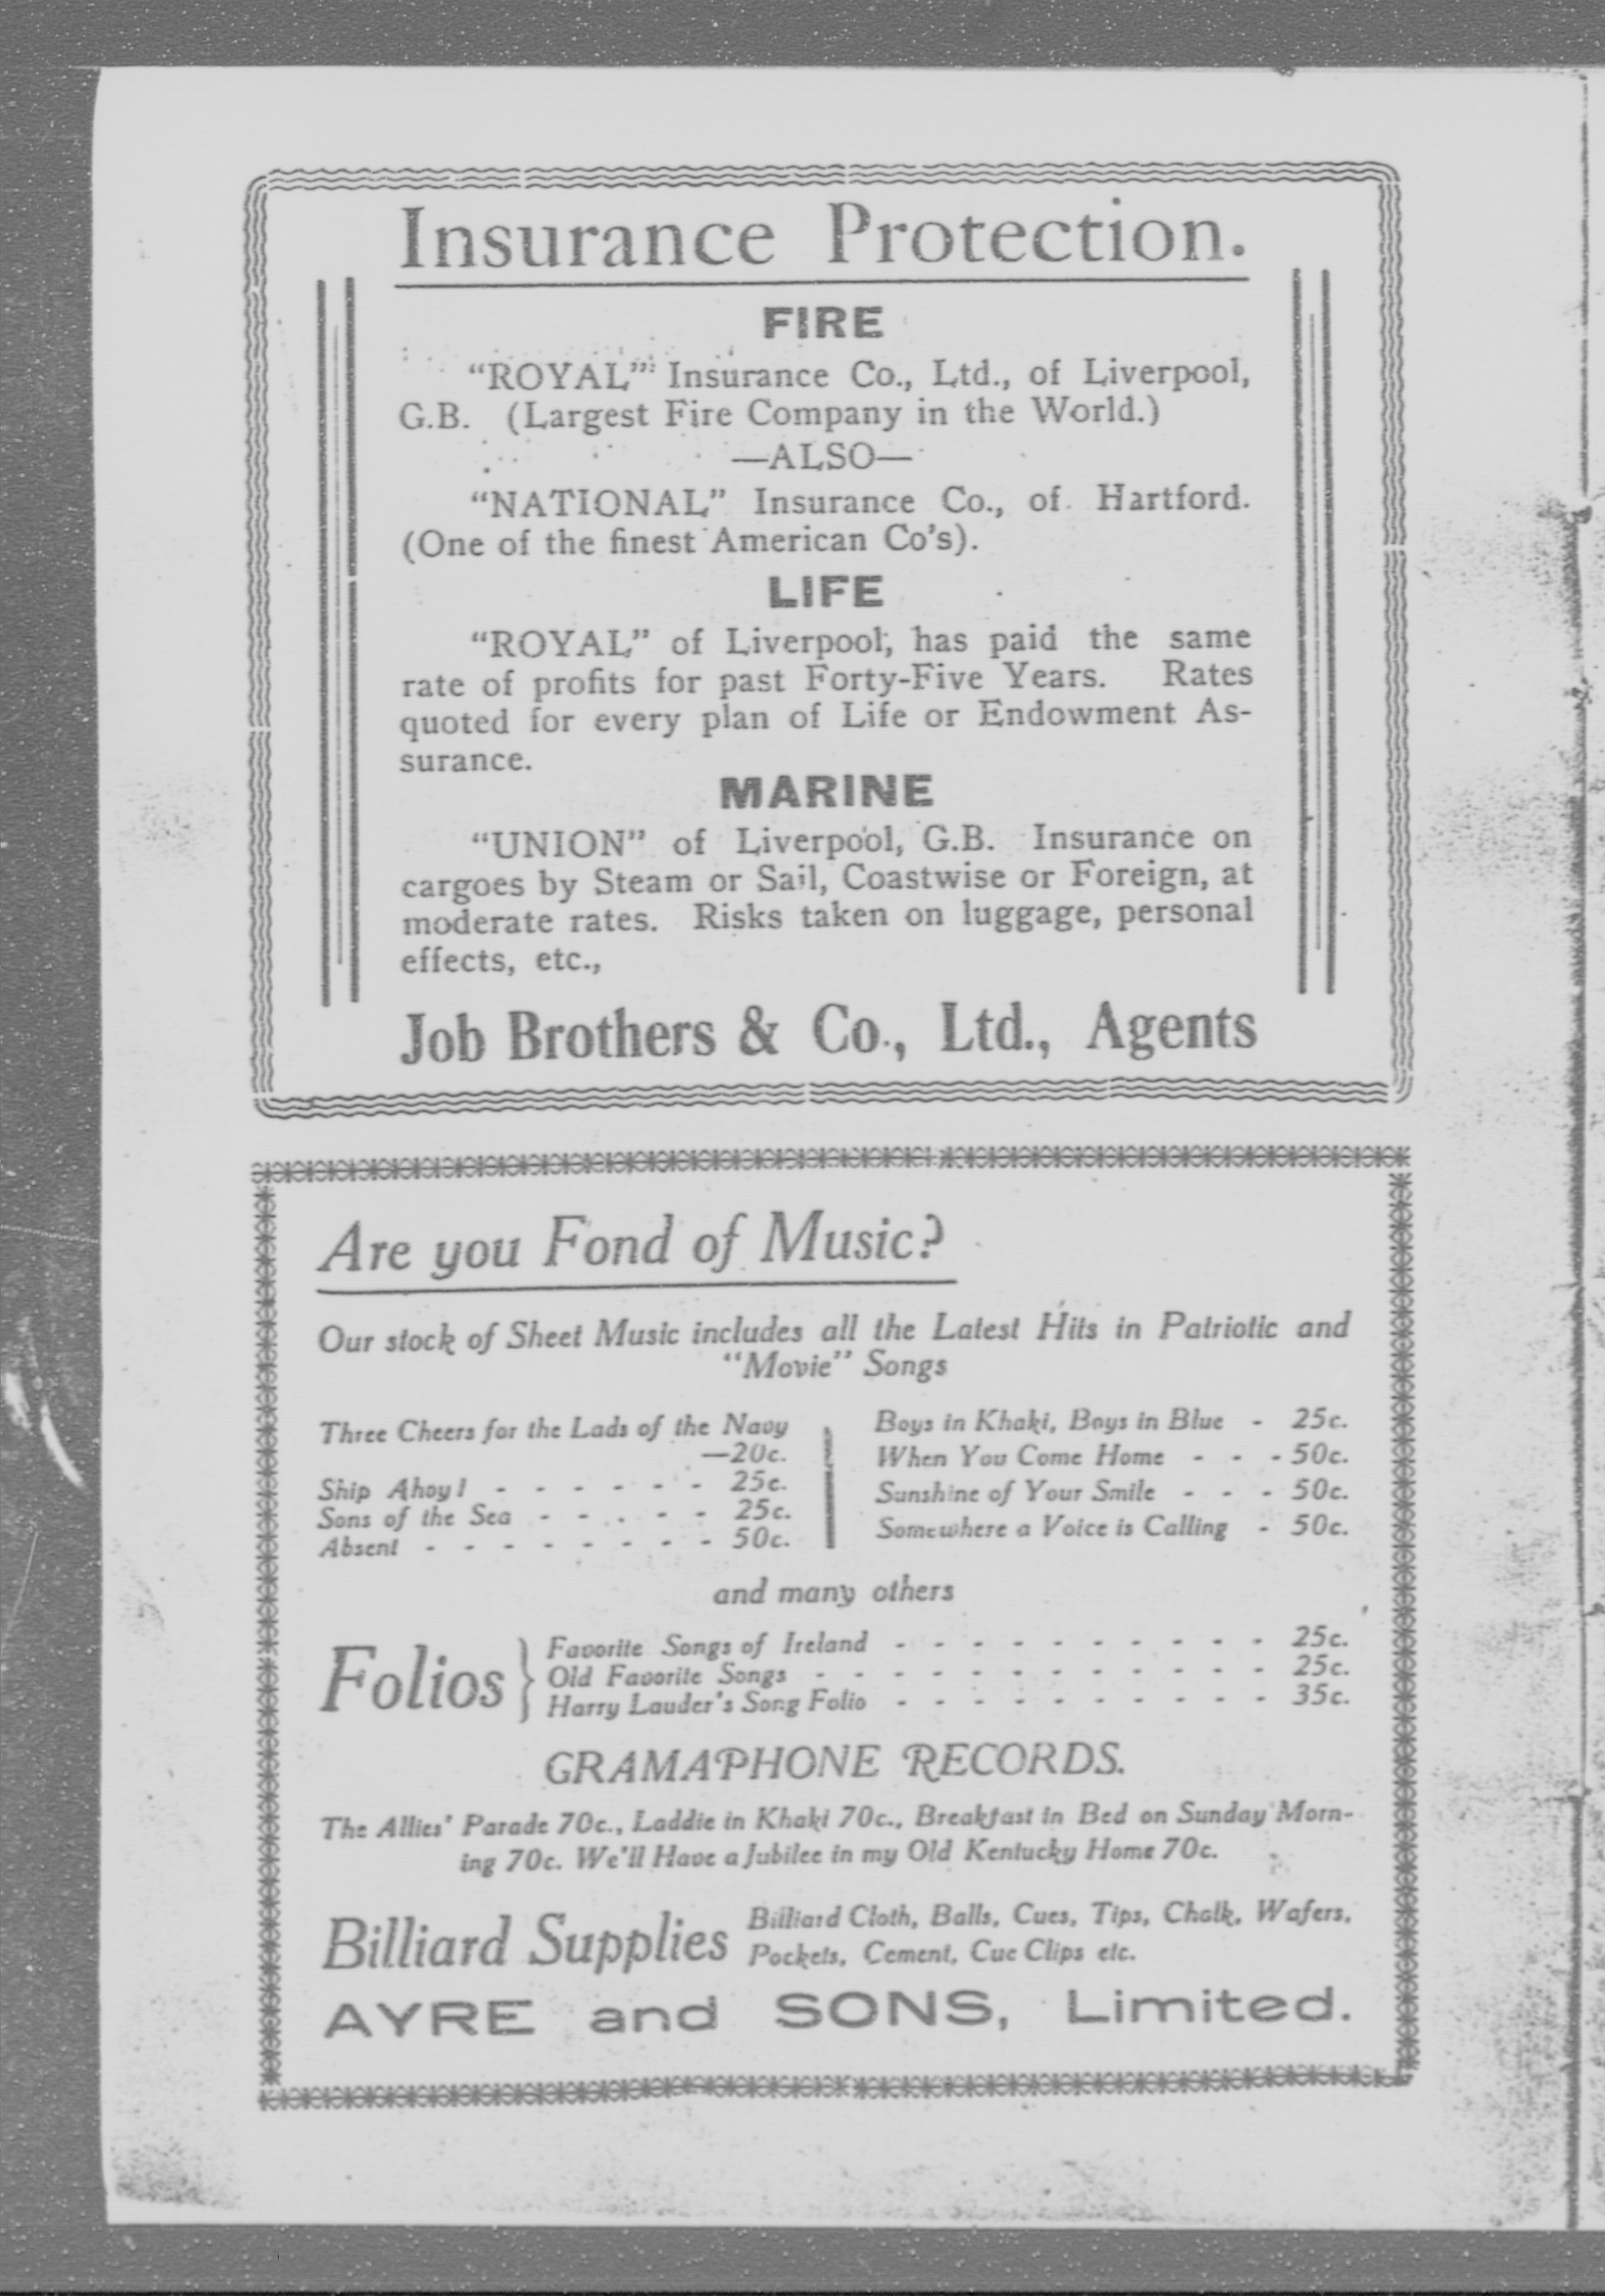 Insurance Protection.
FIRE
"ROYAL" Insurance Co., Ltd., of Liverpool,
G.B. (Largest Fire Company in the World.)
—ALSO—
"NATIONAL" Insurance Co., of Hartford.
(One of the finest American Co's).
LIFE
"ROYAL" of Liverpool, has paid the same
rate of profits for past Forty-Five Years. Rates
quoted for every plan of Life or Endowment As-
surance.
MARINE
"UNION" of Liverpool, G.B. Insurance on
cargoes by Steam or Sail, Coastwise or Foreign, at
moderate rates. Risks taken on luggage, personal
effects, etc.,
Job Brothers & Co., Ltd., Agents
Are you Fond of Music?
Our stock of Sheet Music includes all the Latest Hits in Patriotic and
"Movie" Songs
Three Cheers for the Lads of the Navy
—20c.
Ship Ahoy! - - - - - - 25c.
Sons of the Sea - - - - - 25c.
Absent - - - - - - - - 50c.
Boys in Khaki, Boys in Blue - 25c.
When You Come Home - - - 50c.
Sunshine of Your Smile - - - 50c.
Somewhere a Voice is Calling - 50c.
and many others
Folios
Favorite Songs of Ireland - - - - - - - - - - 25c.
Old Favorite Songs - - - - - - - - - - - - 25c.
Harry Lauder's Song Folio - - - - - - - - - - 35c.
GRAMAPHONE RECORDS.
The Allies' Parade 70c., Laddie in Khaki 70c., Breakfast in Bed on Sunday Morn-
ing 70c. We'll Have a Jubilee in my Old Kentucky Home 70c.
Billiard Supplies
Billiard Cloth, Balls, Cues, Tips, Chalk, Wafers,
Pockets, Cement, Cue Clips etc.
AYRE and SONS, Limited.